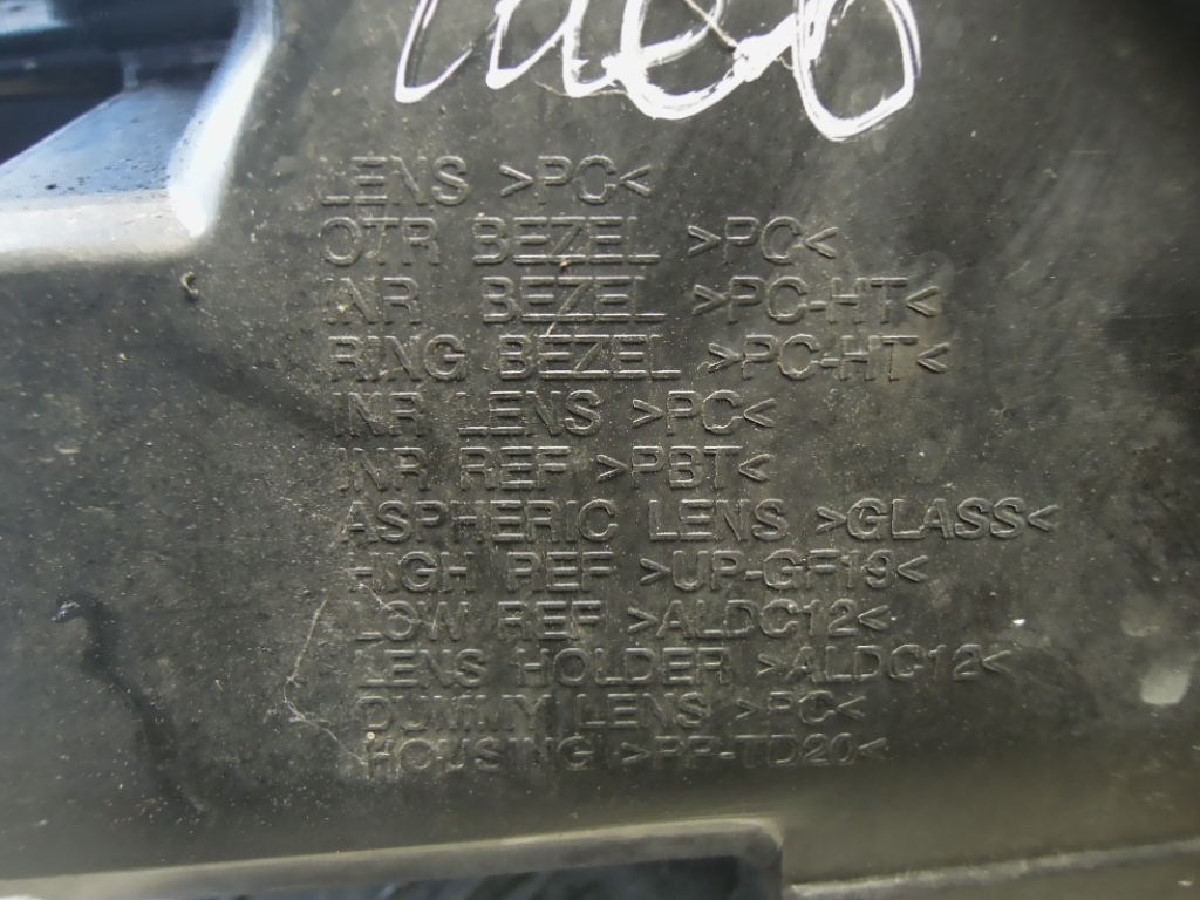 LENS >PC<
OTR BEZEL >PC<
INR BEZEL >PC-HT<
RING BEZEL >PC-HT<
INR LENS >PC<
INR REF >PBT<
ASPHERIC LENS >GLASS<
HIGH REF >UP-GF19<
LOW REF >ALDC12<
LENS HOLDER >ALDC12<
DUMMY LENS >PC<
HOUSING >PP-TD20<